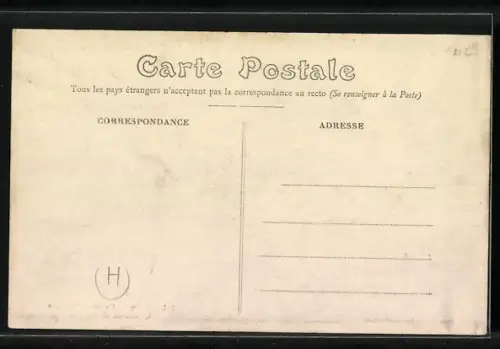 Carte Postale
Tous les pays étrangers n'acceptent pas la correspondance au recto (Se renseigner à la Poste)
CORRESPONDANCE
ADRESSE
H